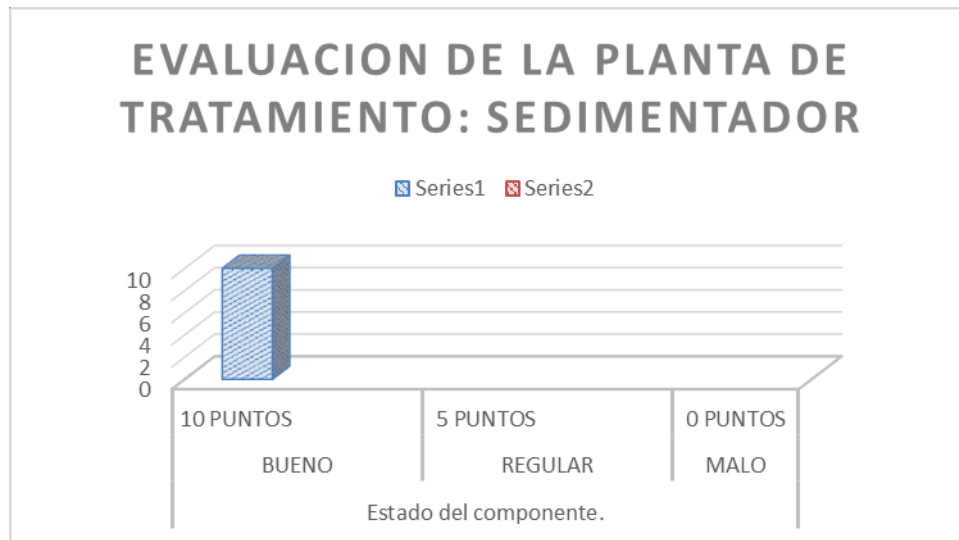 EVALUACION DE LA PLANTA DE
TRATAMIENTO: SEDIMENTADOR
Series1 Series2
10
8
6
4
2
0
10 PUNTOS 5 PUNTOS 0 PUNTOS
BUENO REGULAR MALO
Estado del componente.